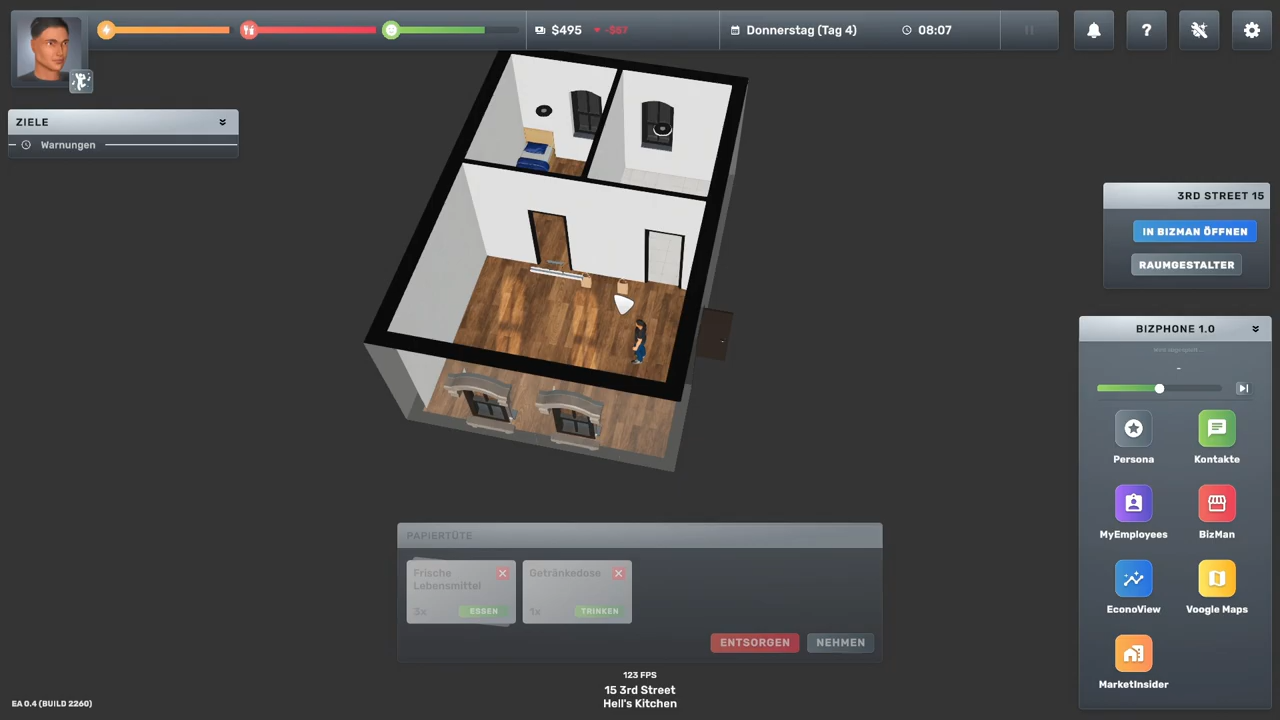 $495
-$57
Donnerstag (Tag 4)
08:07
?
ZIELE
Warnungen
3RD STREET 15
IN BIZMAN ÖFFNEN
RAUMGESTALTER
BIZPHONE 1.0
-
Persona
Kontakte
MyEmployees
BizMan
EconoView
Voogle Maps
MarketInsider
PAPIERTÜTE
Frische
Lebensmittel
3x
ESSEN
Getränkedose
1x
TRINKEN
ENTSORGEN
NEHMEN
123 FPS
15 3rd Street
Hell's Kitchen
EA 0.4 (BUILD 2260)